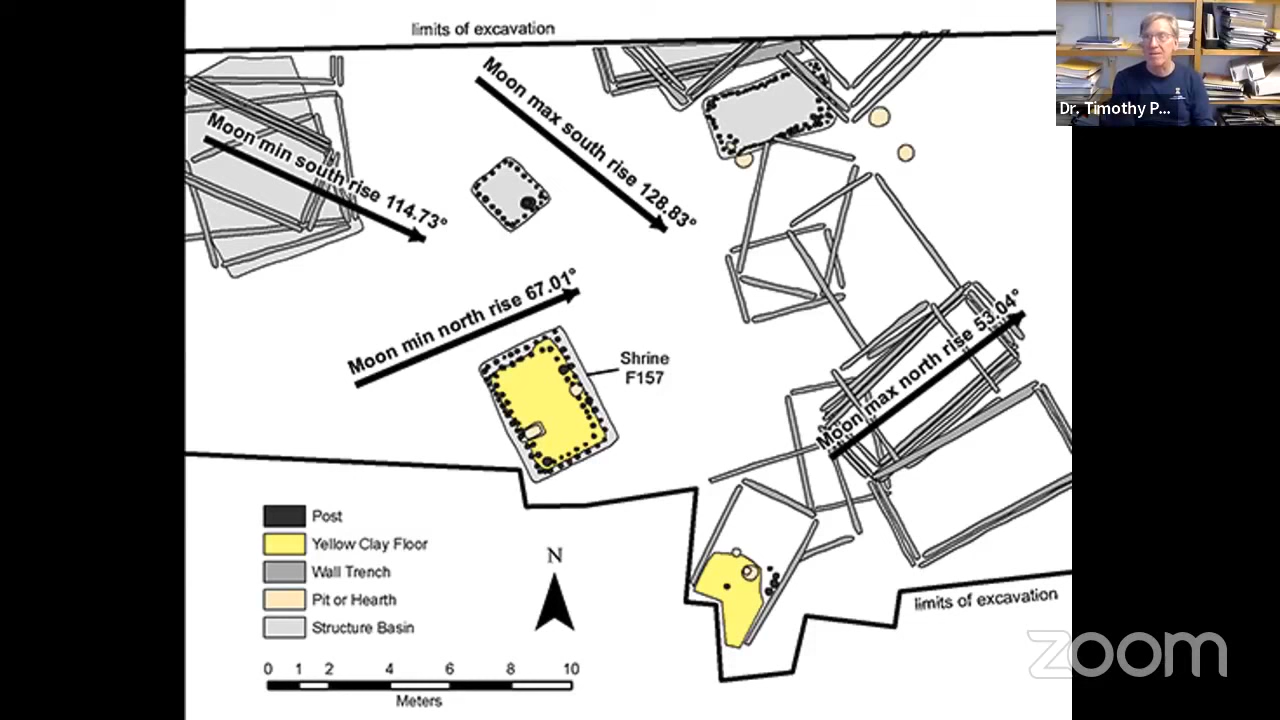 limits of excavation
Dr. Timothy P...
Moon max south rise 128.83°
Moon min south rise 114.73°
Moon min north rise 67.01°
Moon max north rise 53.04°
Shrine
F157
Post
Yellow Clay Floor
Wall Trench
Pit or Hearth
Structure Basin
N
0 1 2 4 6 8 10
Meters
limits of excavation
zoom